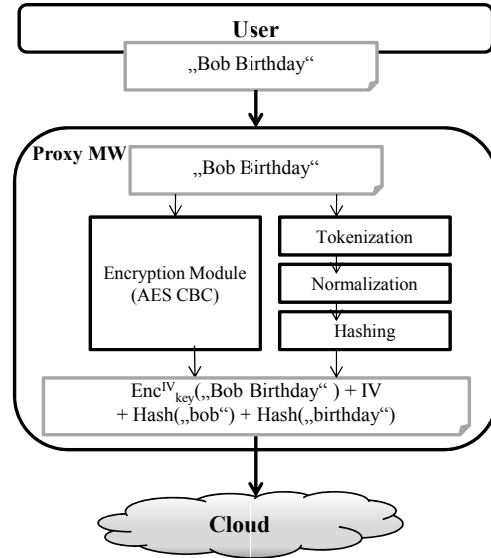 User
„Bob Birthday“
Proxy MW
„Bob Birthday“
Encryption Module
(AES CBC)
Tokenization
Normalization
Hashing
Enc^IV_key(„Bob Birthday“ ) + IV
+ Hash(„bob“) + Hash(„birthday“)
Cloud